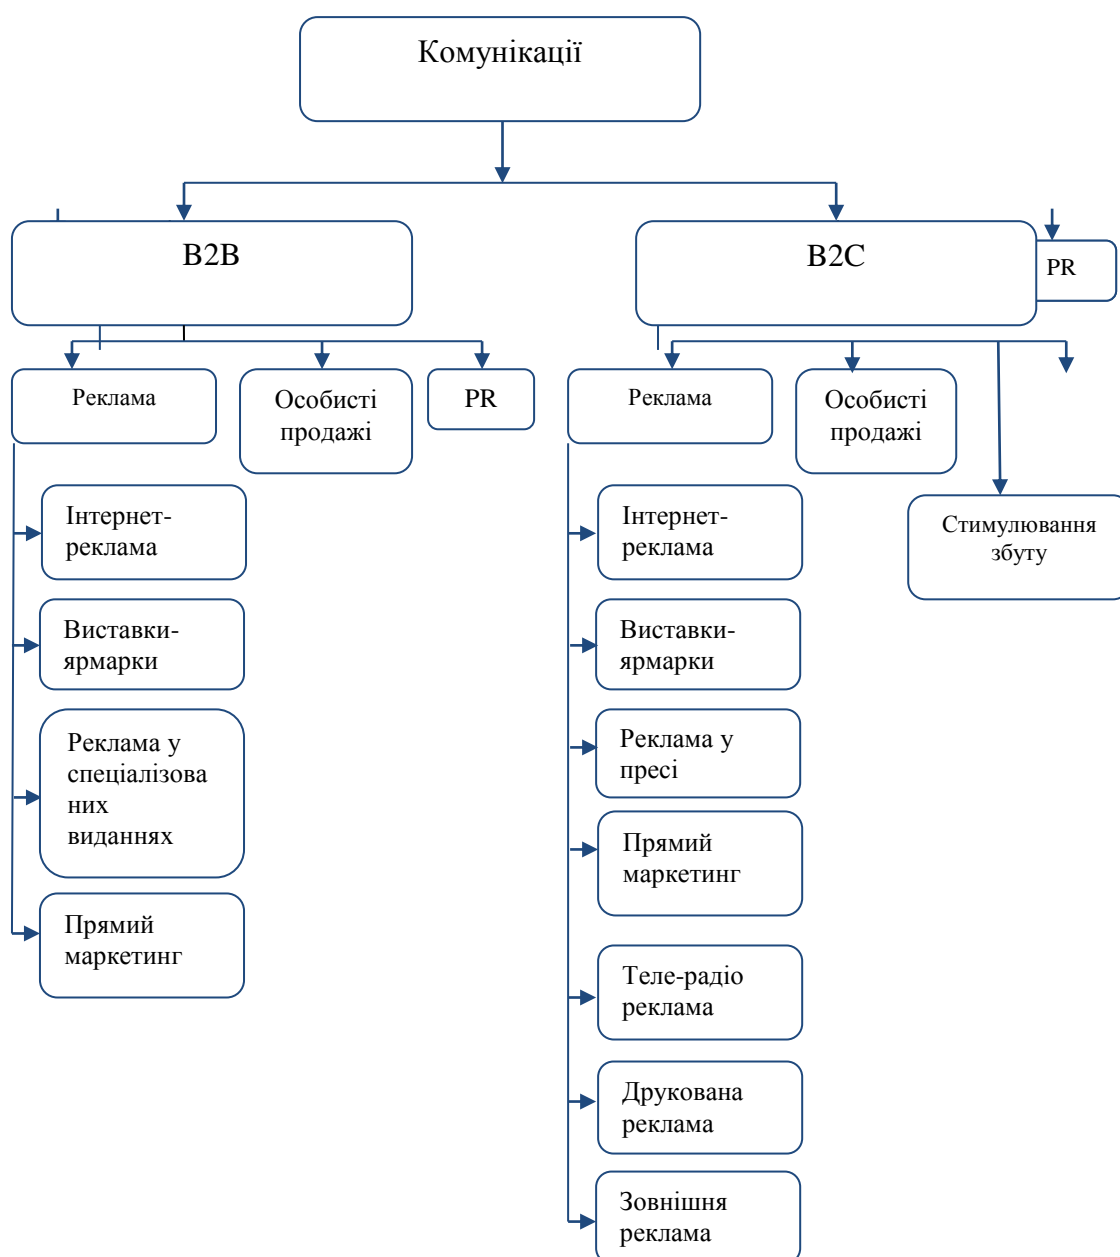 Комунікації
B2B
B2C
PR
Реклама
Особисті
продажі
PR
Реклама
Особисті
продажі
Інтернет-
реклама
Виставки-
ярмарки
Реклама у
спеціалізова
них
виданнях
Прямий
маркетинг
Інтернет-
реклама
Виставки-
ярмарки
Реклама у
пресі
Прямий
маркетинг
Теле-радіо
реклама
Друкована
реклама
Зовнішня
реклама
Стимулювання
збуту